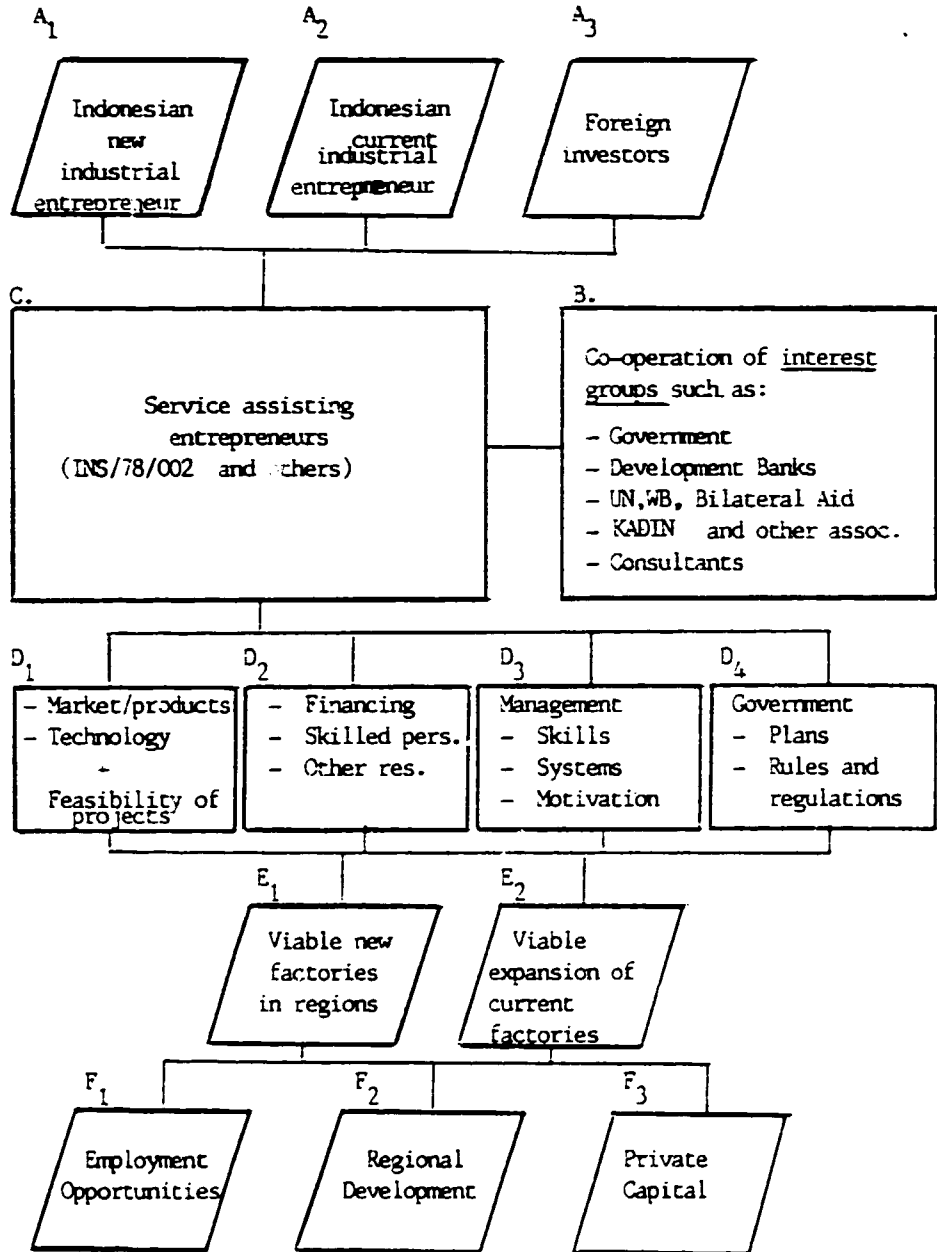 A1
A2
A3
Indonesian
new
industrial
entrepreneur
Indonesian
current
industrial
entrepreneur
Foreign
investors
C.
Service assisting
entrepreneurs
(INS/78/002 and others)
B.
Co-operation of interest
groups such as:
- Government
- Development Banks
- UN,WB, Bilateral Aid
- KADIN and other assoc.
- Consultants
D1
- Market/products
- Technology
-
Feasibility of
projects
D2
- Financing
- Skilled pers.
- Other res.
D3
Management
- Skills
- Systems
- Motivation
D4
Government
- Plans
- Rules and
regulations
E1
Viable new
factories
in regions
E2
Viable
expansion of
current
factories
F1
Employment
Opportunities
F2
Regional
Development
F3
Private
Capital